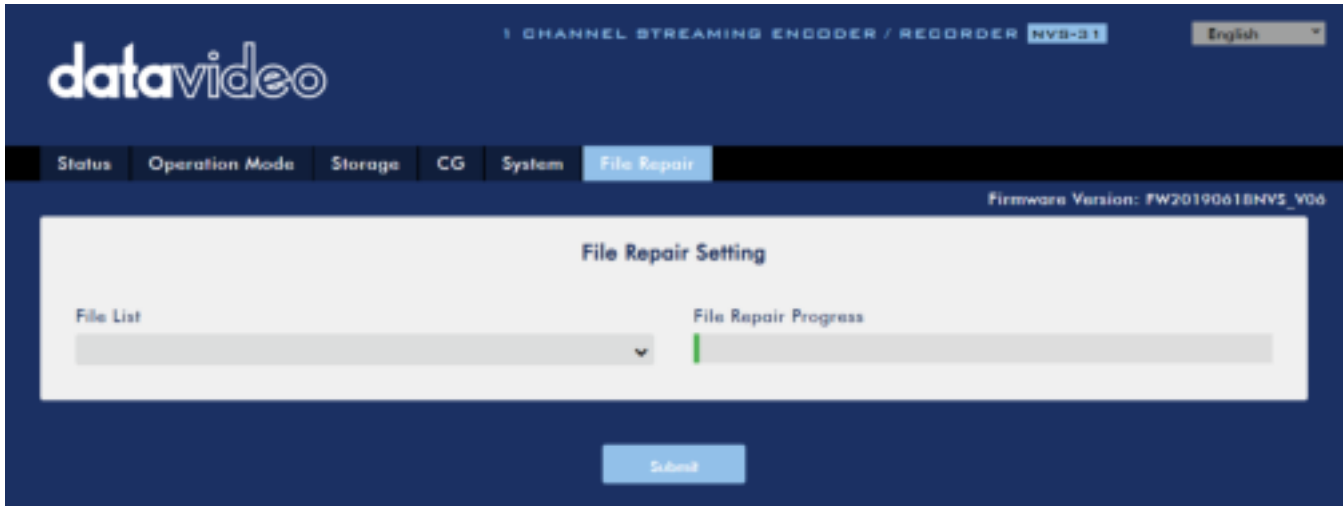 1 CHANNEL STREAMING ENCODER / RECORDER NVS-31
English
datavideo
Status Operation Mode Storage CG System File Repair
Firmware Version: FW20190618NVS_V06
File Repair Setting
File List File Repair Progress
Submit